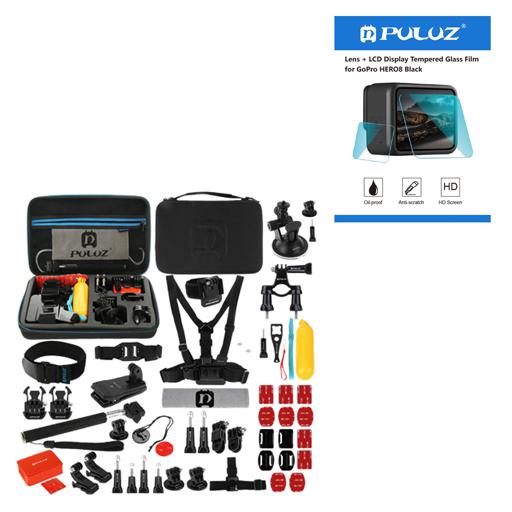 PULUZ®
Lens + LCD Display Tempered Glass Film
for GoPro HERO8 Black
HD
Oil-proof
Anti-scratch
HD Screen
PULUZ
PULUZ